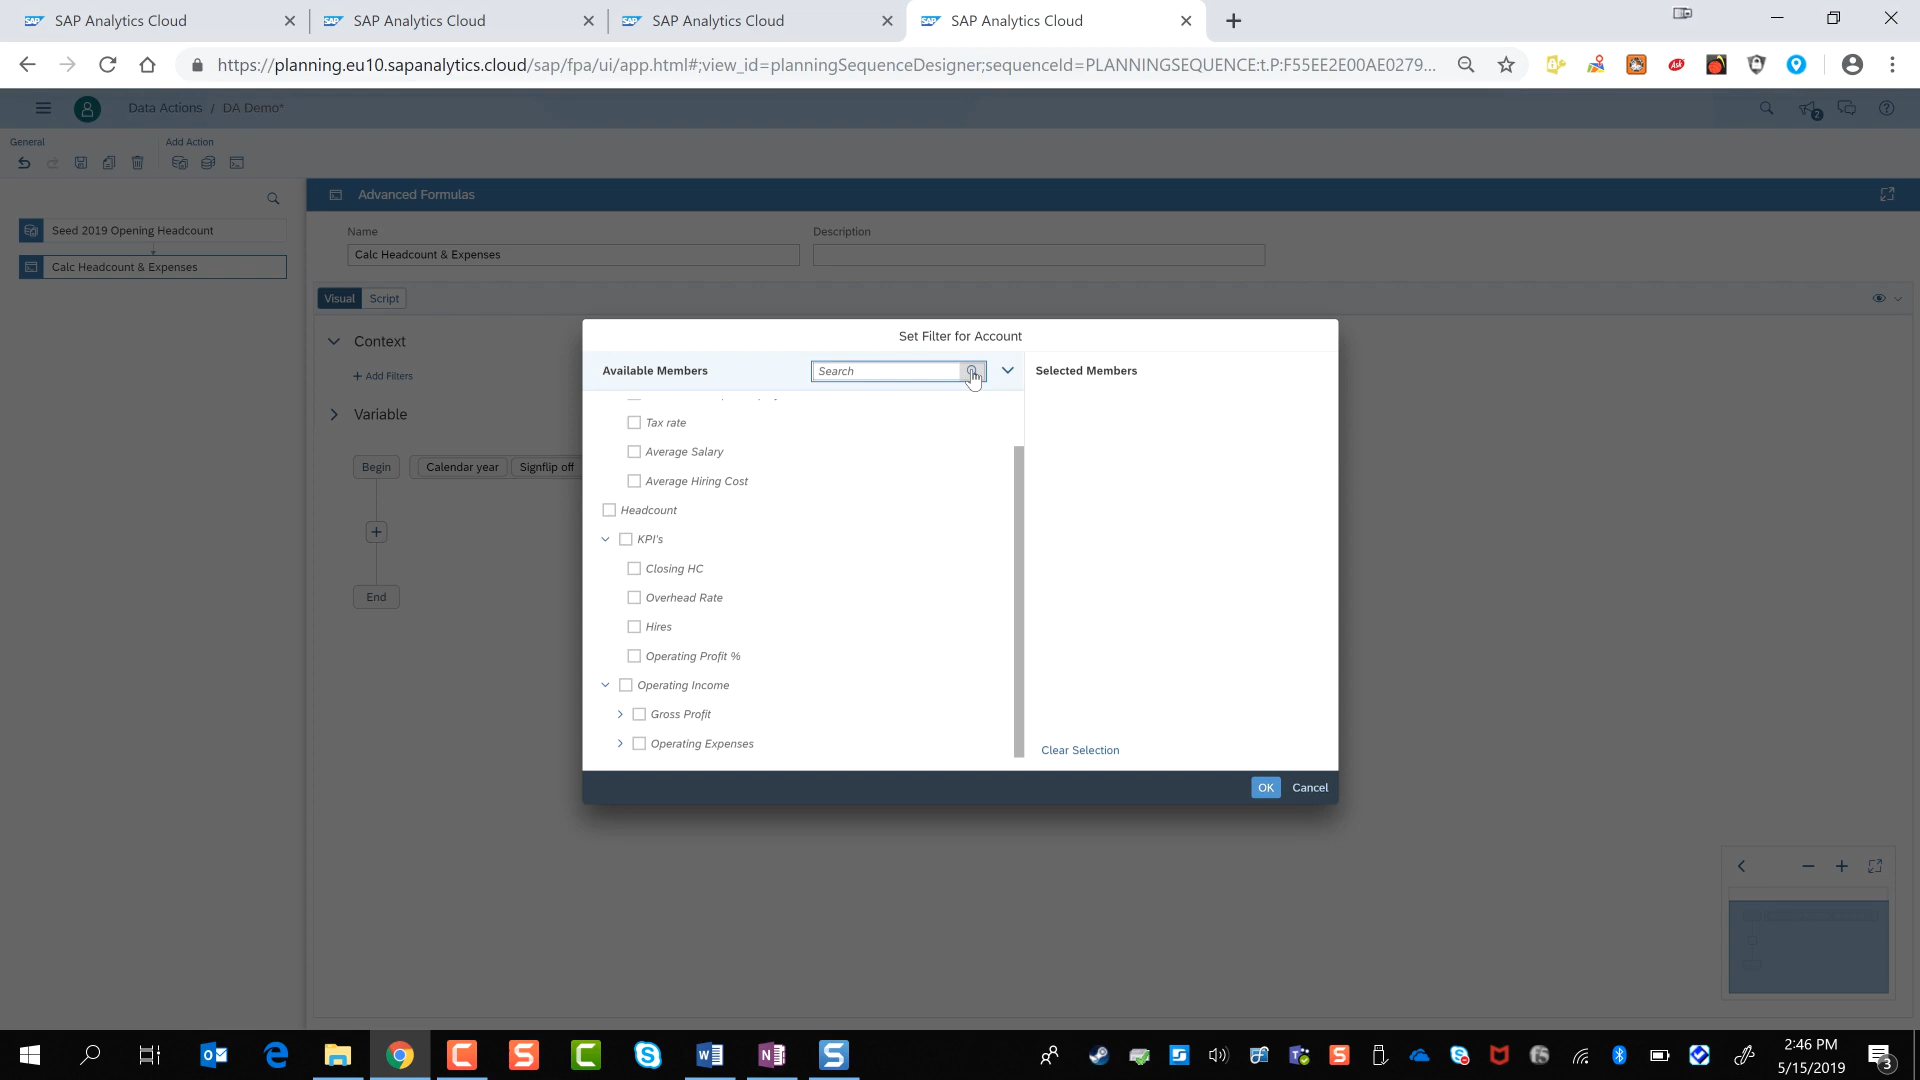 SAP Analytics Cloud
SAP Analytics Cloud
SAP Analytics Cloud
SAP Analytics Cloud
https://planning.eu10.sapanalytics.cloud/sap/fpa/ui/app.html#;view_id=planningSequenceDesigner;sequenceId=PLANNINGSEQUENCE:t.P:F55EE2E00AE0279...
Data Actions / DA Demo*
2
General
Add Action
Seed 2019 Opening Headcount
Calc Headcount & Expenses
Advanced Formulas
Name
Description
Calc Headcount & Expenses
Visual Script
Context
+ Add Filters
Variable
Begin
Calendar year
Signflip off
End
Set Filter for Account
Available Members
Search
Selected Members
Tax rate
Average Salary
Average Hiring Cost
Headcount
KPI's
Closing HC
Overhead Rate
Hires
Operating Profit %
Operating Income
Gross Profit
Operating Expenses
Clear Selection
OK
Cancel
2:46 PM
5/15/2019
3